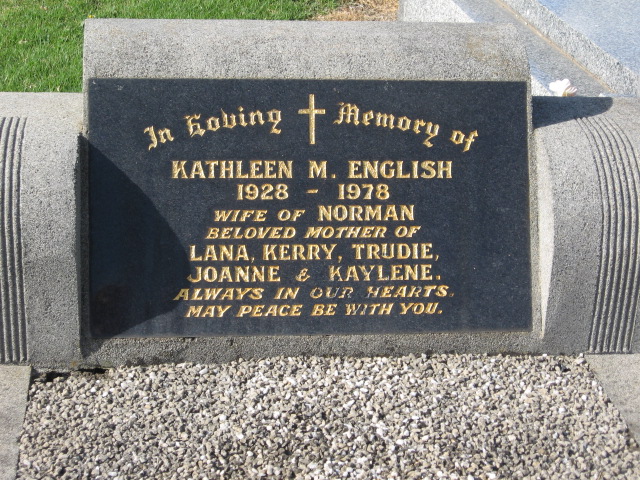 In Loving Memory of
KATHLEEN M. ENGLISH
1928 - 1978
WIFE OF NORMAN
BELOVED MOTHER OF
LANA, KERRY, TRUDIE,
JOANNE & KAYLENE.
ALWAYS IN OUR HEARTS.
MAY PEACE BE WITH YOU.